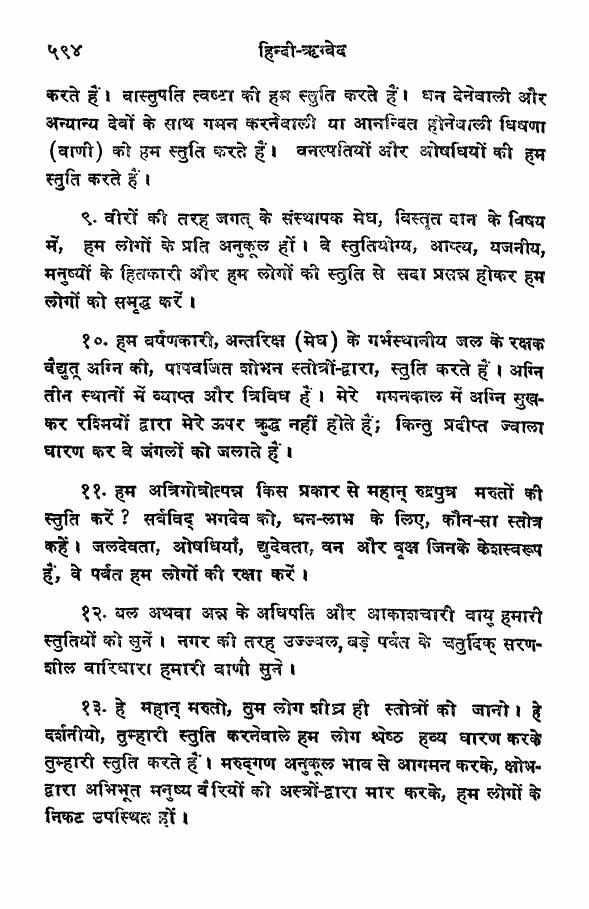 ५९४ हिन्दी-ऋग्वेद
करते हैं। वास्तुपति त्वष्टा की हम स्तुति करते हैं। धन देनेवाली और
अन्यान्य देवों के साथ गमन करनेवाली या आनन्दित होनेवाली धिषणा
(वाणी) की हम स्तुति करते हैं। वनस्पतियों और ओषधियों की हम
स्तुति करते हैं।
९. वीरों की तरह जगत् के संस्थापक मेघ, विस्तृत दान के विषय
में, हम लोगों के प्रति अनुकूल हों। वे स्तुतियोग्य, आप्त्य, यजनीय,
मनुष्यों के हितकारी और हम लोगों की स्तुति से सदा प्रसन्न होकर हम
लोगों को समृद्ध करें।
१०. हम वर्षणकारी, अन्तरिक्ष (मेघ) के गर्भस्थानीय जल के रक्षक
वैद्युत् अग्नि की, पापवर्जित शोभन स्तोत्रों-द्वारा, स्तुति करते हैं। अग्नि
तीन स्थानों में व्याप्त और त्रिविध हैं। मेरे गमनकाल में अग्नि सुख-
कर रश्मियों द्वारा मेरे ऊपर क्रुद्ध नहीं होते हैं; किन्तु प्रदीप्त ज्वाला
धारण कर वे जंगलों को जलाते हैं।
११. हम अत्रिगोत्रोत्पन्न किस प्रकार से महान् रुद्रपुत्र मरुतों की
स्तुति करें? सर्वविद् भगदेव को, धन-लाभ के लिए, कौन-सा स्तोत्र
कहें। जलदेवता, ओषधियाँ, द्युदेवता, वन और वृक्ष जिनके केशस्वरूप
हैं, वे पर्वत हम लोगों की रक्षा करें।
१२. बल अथवा अन्न के अधिपति और आकाशचारी वायु हमारी
स्तुतियों को सुनें। नगर की तरह उज्ज्वल, बड़े पर्वत के चतुर्दिक् सरण-
शील वारिधारा हमारी वाणी सुने।
१३. हे महान् मरुतो, तुम लोग शीघ्र ही स्तोत्रों को जानो। हे
दर्शनीयो, तुम्हारी स्तुति करनेवाले हम लोग श्रेष्ठ हव्य धारण करके
तुम्हारी स्तुति करते हैं। मरुद्गण अनुकूल भाव से आगमन करके, क्षोभ-
द्वारा अभिभूत मनुष्य वैरियों को अस्त्रों-द्वारा मार करके, हम लोगों के
निकट उपस्थित हों।